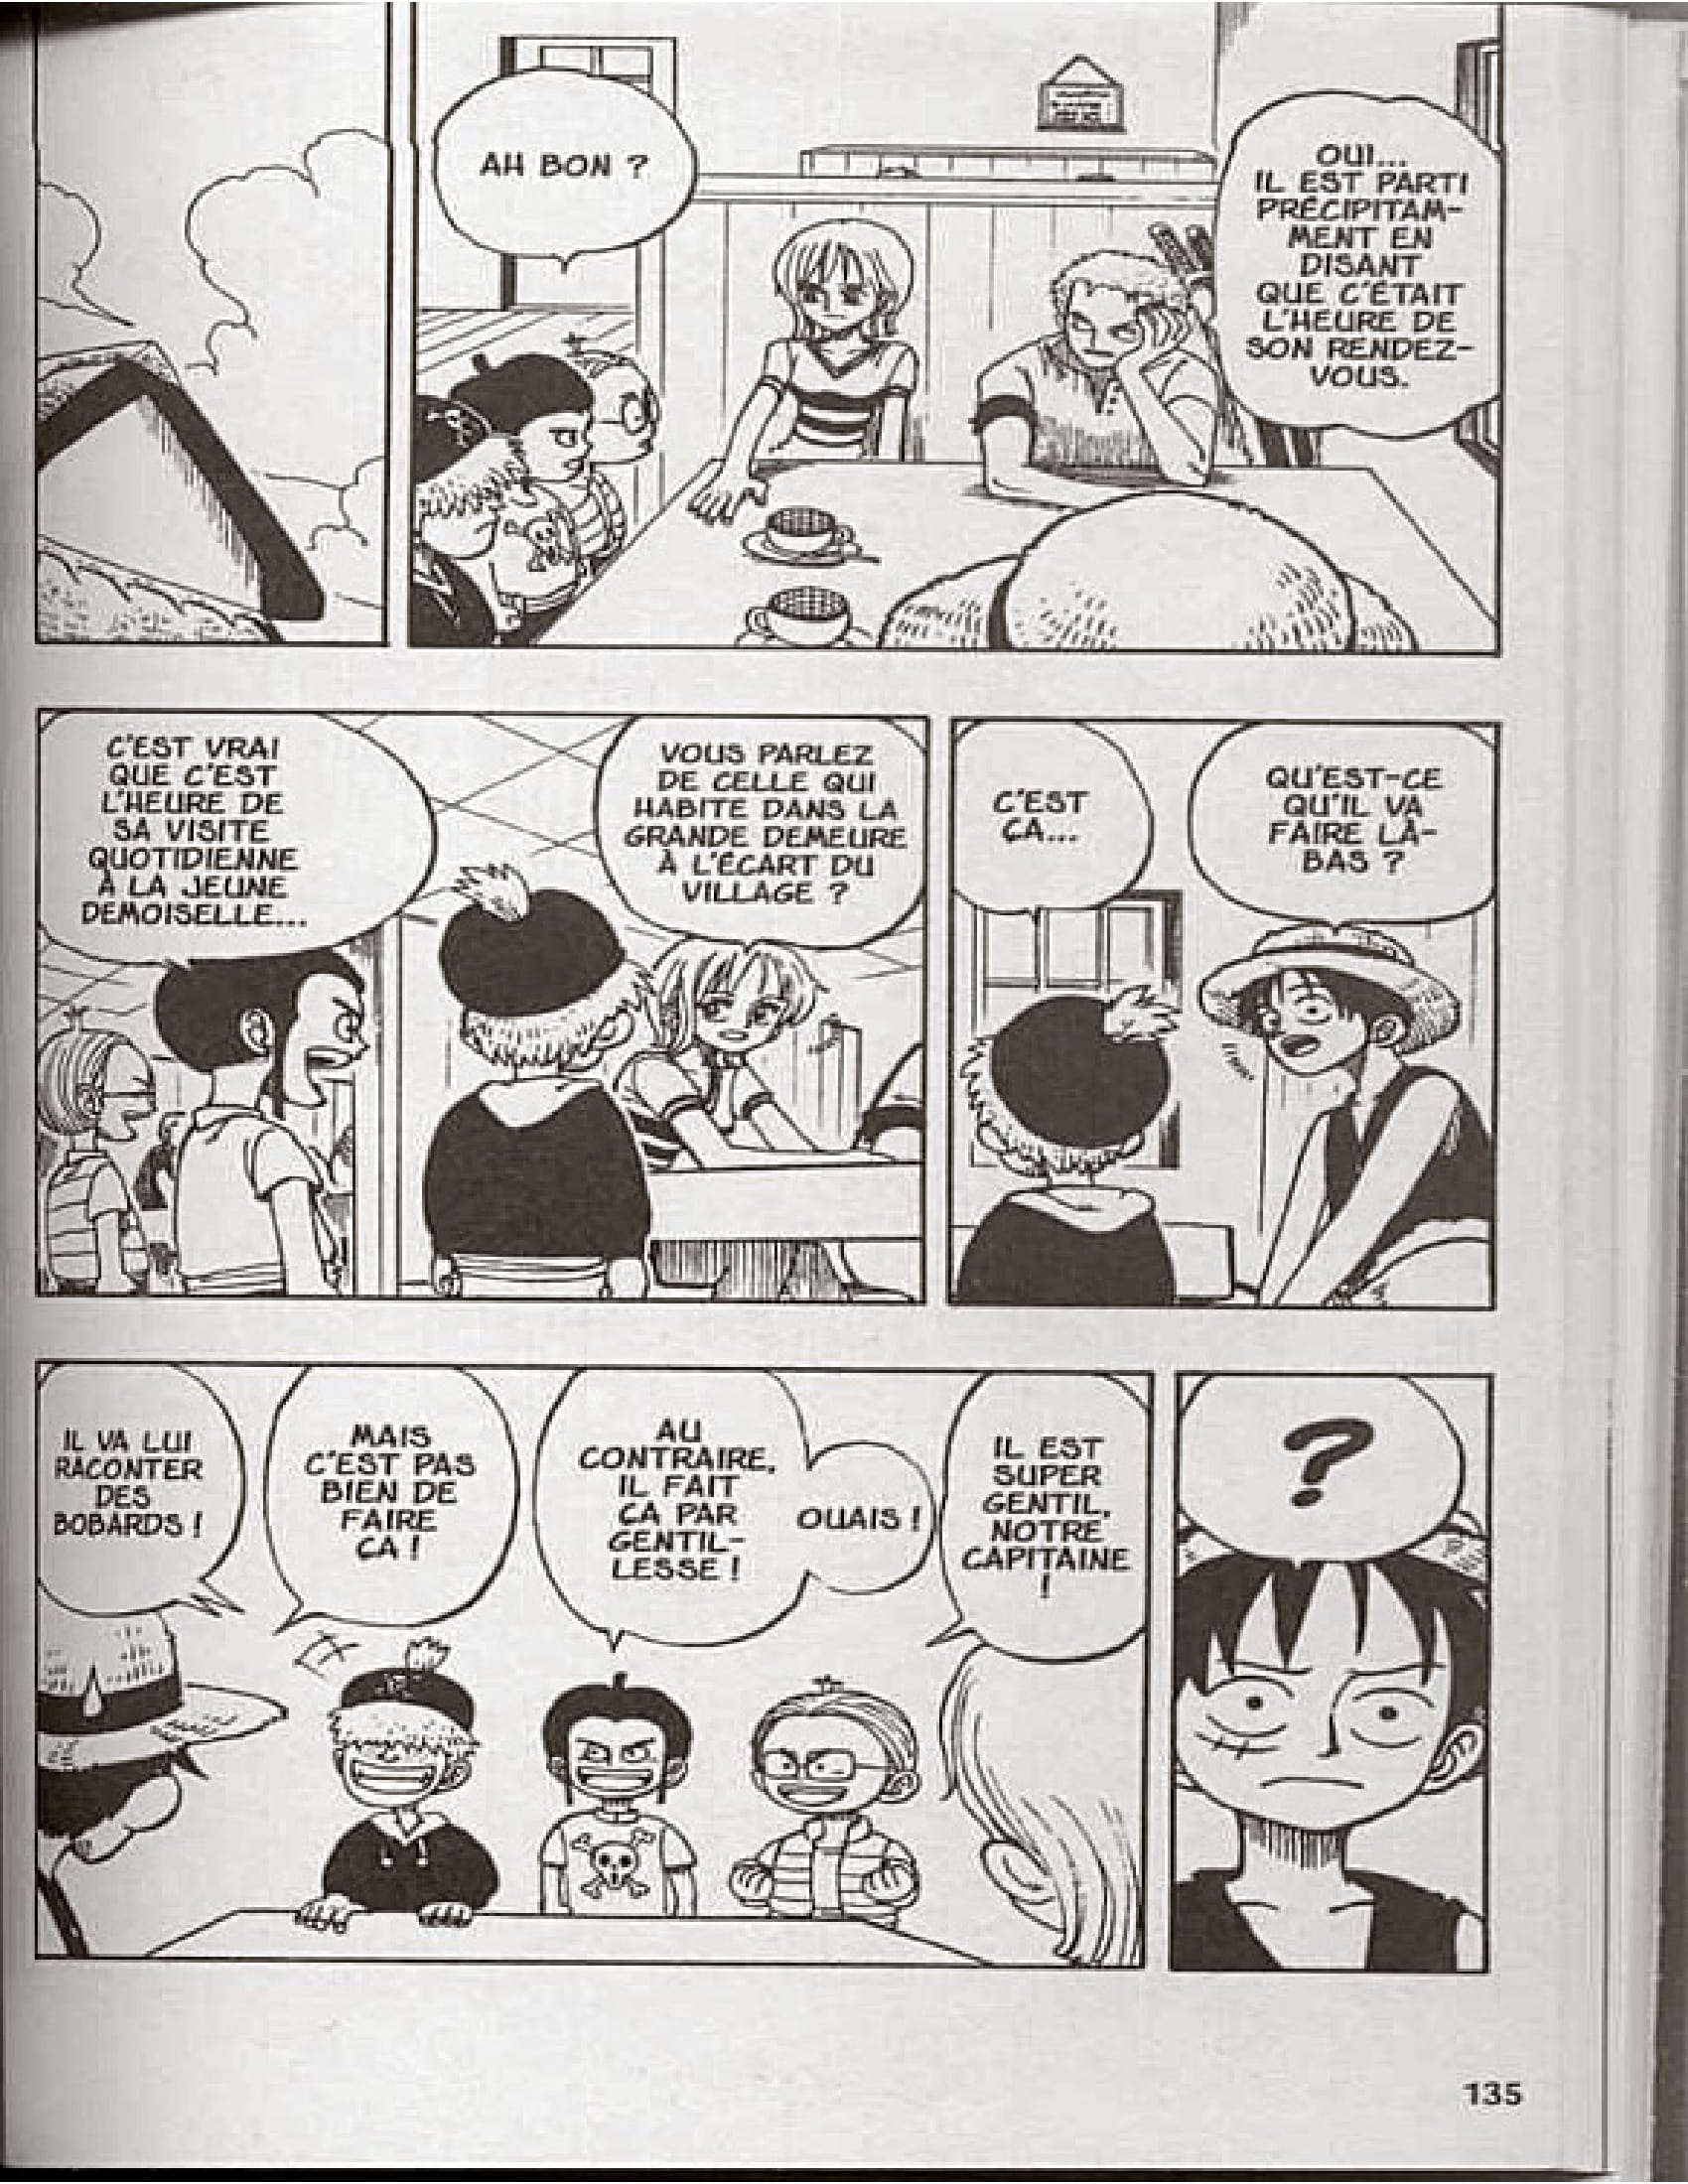 AH BON ?
OUI...
IL EST PARTI
PRÉCIPITAM-
MENT EN
DISANT
QUE C'ÉTAIT
L'HEURE DE
SON RENDEZ-
VOUS.
C'EST VRAI
QUE C'EST
L'HEURE DE
SA VISITE
QUOTIDIENNE
À LA JEUNE
DEMOISELLE...
VOUS PARLEZ
DE CELLE QUI
HABITE DANS LA
GRANDE DEMEURE
À L'ÉCART DU
VILLAGE ?
C'EST
ÇA...
QU'EST-CE
QU'IL VA
FAIRE LÀ-
BAS ?
IL VA LUI
RACONTER
DES
BOBARDS !
MAIS
C'EST PAS
BIEN DE
FAIRE
ÇA !
AU
CONTRAIRE,
IL FAIT
ÇA PAR
GENTIL-
LESSE !
OUAIS !
IL EST
SUPER
GENTIL,
NOTRE
CAPITAINE
!
?
135